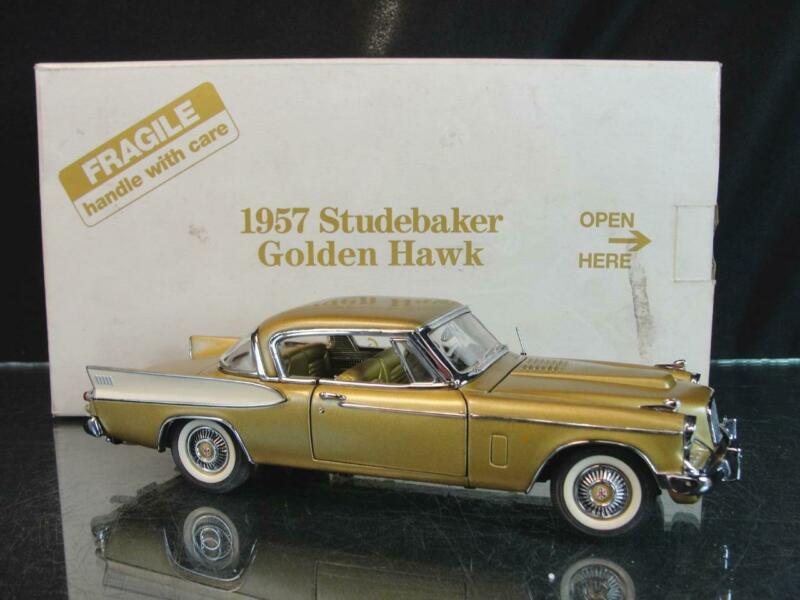 FRAGILE
handle with care
1957 Studebaker
Golden Hawk
OPEN
HERE